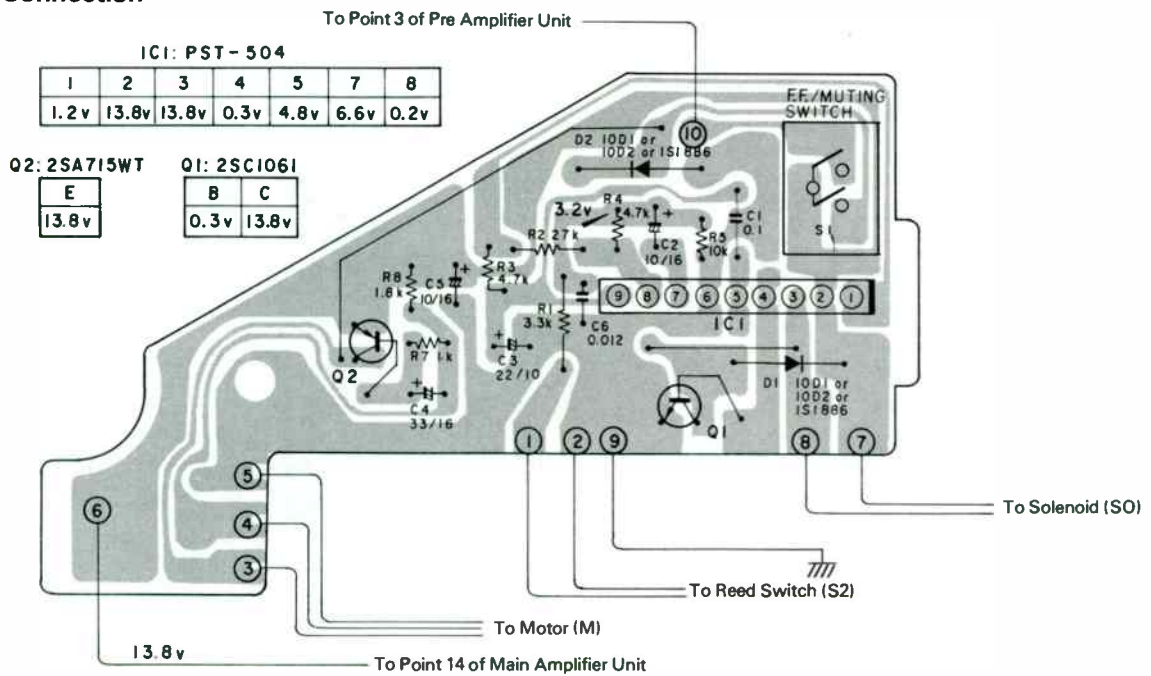 Connection
To Point 3 of Pre Amplifier Unit
IC1: PST-504
1 2 3 4 5 7 8
1.2v 13.8v 13.8v 0.3v 4.8v 6.6v 0.2v
Q2: 2SA715WT
E
13.8v
Q1: 2SC1061
B C
0.3v 13.8v
F.F./MUTING
SWITCH
S1
10
D2 10D1 or
10D2 or 1S1886
3.2v
R4
4.7k
+
C2
10/16
R5
10k
C1
0.1
R2 27k
R3
4.7k
R8
1.8k
C5
10/16
+
R1
3.3k
C6
0.012
9 8 7 6 5 4 3 2 1
IC1
Q2
R7 1k
+
C3
22/10
+
C4
33/16
D1 10D1 or
10D2 or
1S1886
Q1
1 2 9 8 7
5
6
4
3
To Solenoid (SO)
To Reed Switch (S2)
To Motor (M)
13.8v
To Point 14 of Main Amplifier Unit